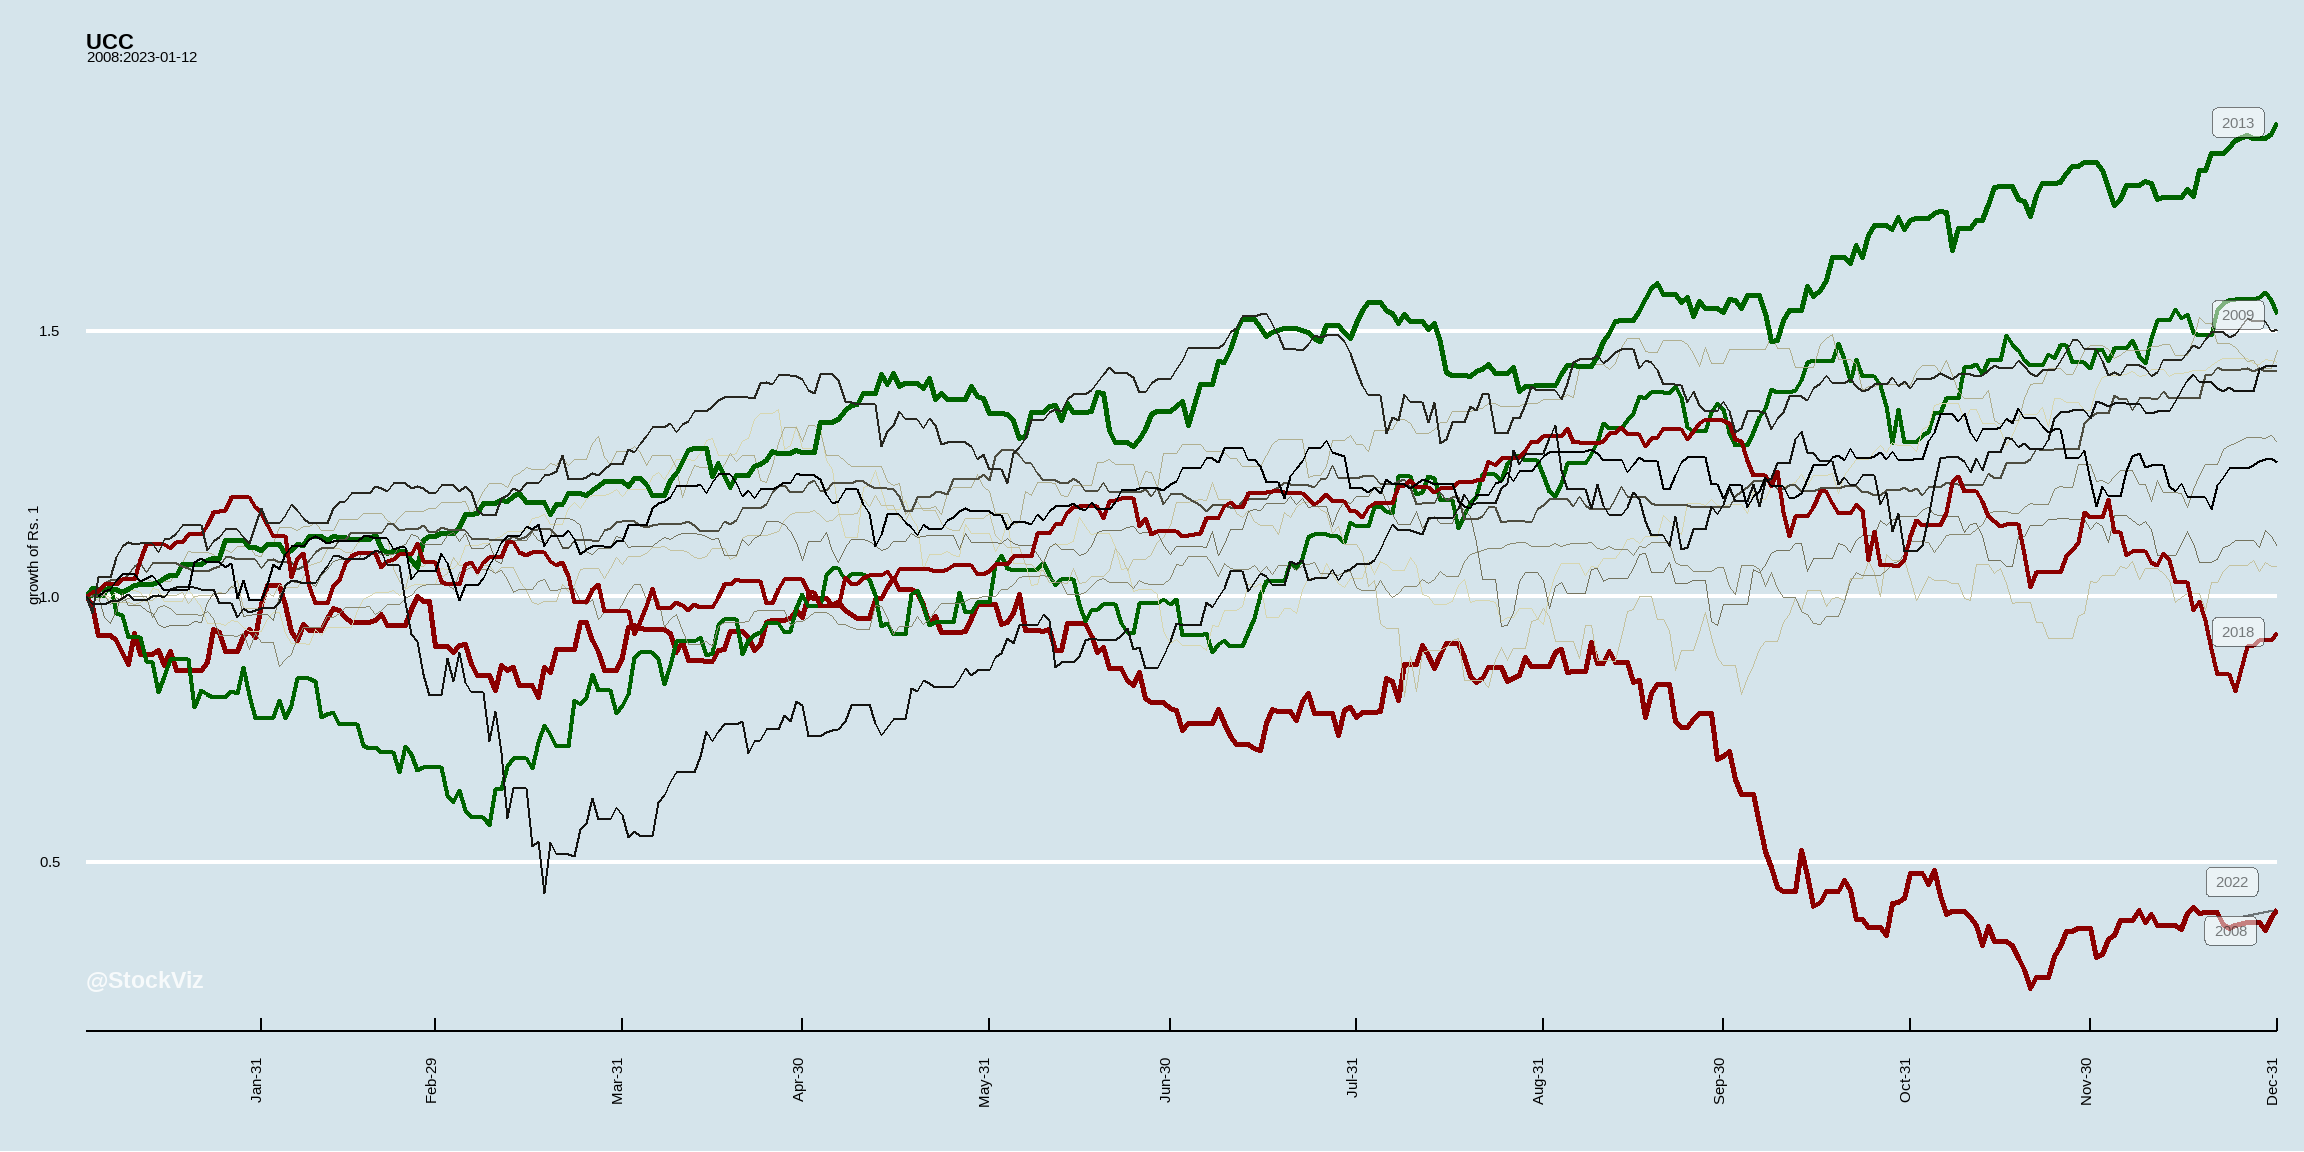 UCC
2008:2023-01-12
2013
1.5
2009
growth of Rs. 1
1.0
2018
0.5
2022
2008
@StockViz
Jan-31
Feb-29
Mar-31
Apr-30
May-31
Jun-30
Jul-31
Aug-31
Sep-30
Oct-31
Nov-30
Dec-31